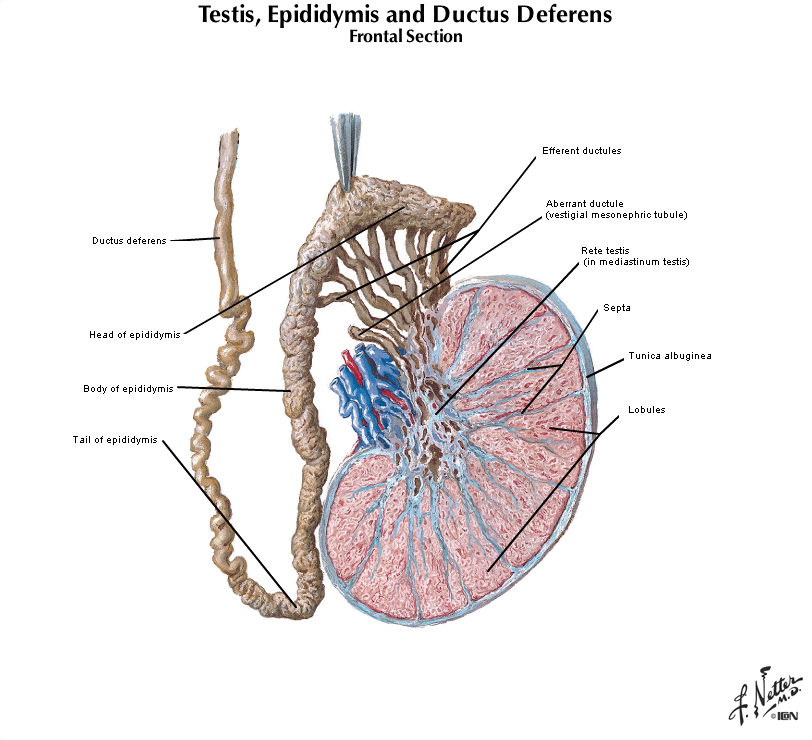 Testis, Epididymis and Ductus Deferens
Frontal Section
Efferent ductules
Aberrant ductule
(vestigial mesonephric tubule)
Ductus deferens
Rete testis
(in mediastinum testis)
Septa
Head of epididymis
Tunica albuginea
Body of epididymis
Lobules
Tail of epididymis
F. Netter
M.D.
©ICON